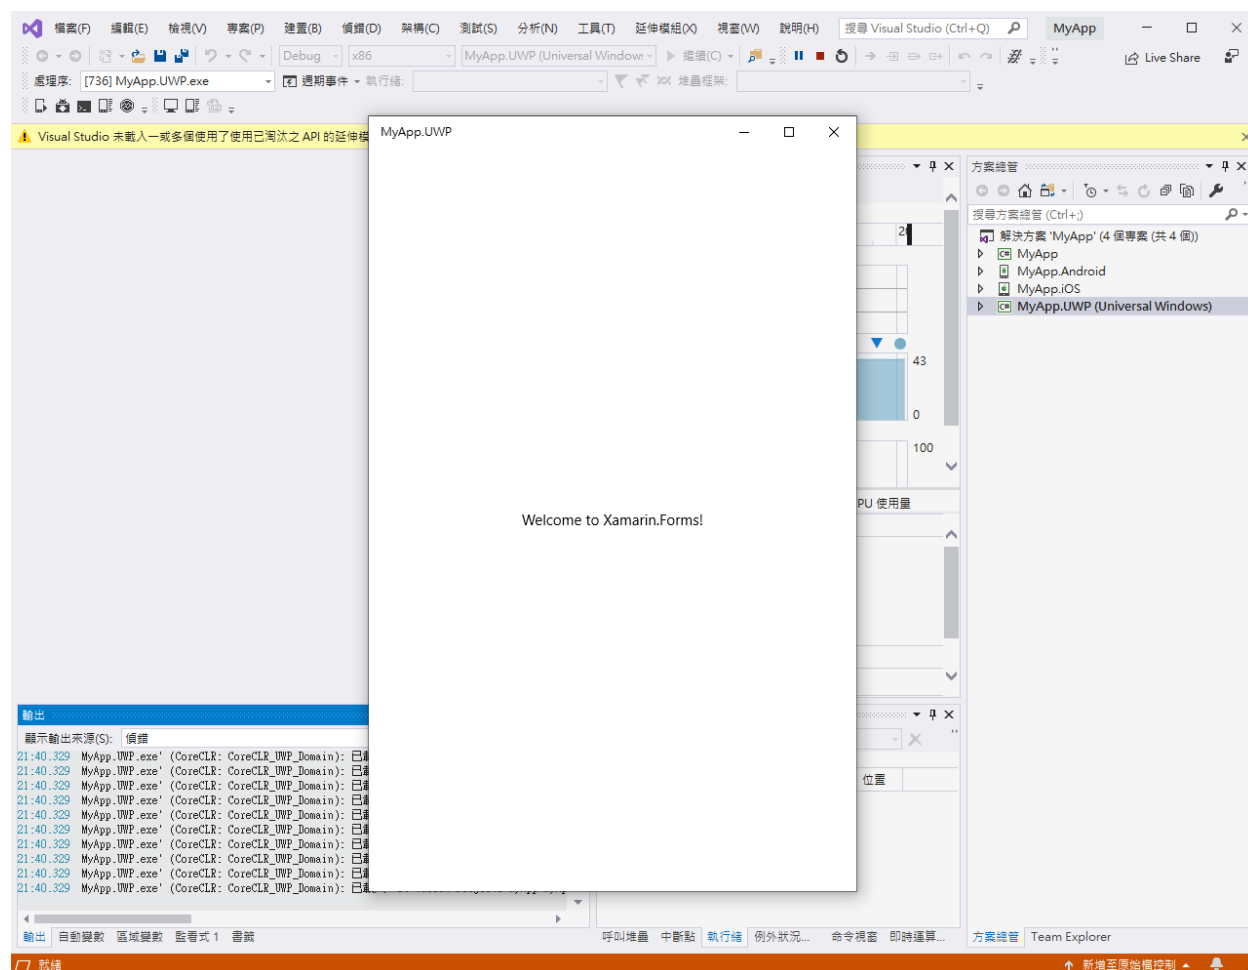 檔案(F) 編輯(E) 檢視(V) 專案(P) 建置(B) 偵錯(D) 架構(C) 測試(S) 分析(N) 工具(T) 延伸模組(X) 視窗(W) 說明(H) 搜尋 Visual Studio (Ctrl+Q) MyApp
Debug x86 MyApp.UWP (Universal Window 繼續(C) Live Share
處理序: [736] MyApp.UWP.exe 週期事件 執行緒: 堆疊框架:
Visual Studio 未載入一或多個使用了使用已淘汰之 API 的延伸模
MyApp.UWP
Welcome to Xamarin.Forms!
43
0
100
PU 使用量
方案總管
搜尋方案總管 (Ctrl+;)
解決方案 'MyApp' (4 個專案 (共 4 個))
MyApp
MyApp.Android
MyApp.iOS
MyApp.UWP (Universal Windows)
輸出
顯示輸出來源(S): 偵錯
21:40.329 MyApp.UWP.exe' (CoreCLR: CoreCLR_UWP_Domain): 已
21:40.329 MyApp.UWP.exe' (CoreCLR: CoreCLR_UWP_Domain): 已
21:40.329 MyApp.UWP.exe' (CoreCLR: CoreCLR_UWP_Domain): 已
21:40.329 MyApp.UWP.exe' (CoreCLR: CoreCLR_UWP_Domain): 已
21:40.329 MyApp.UWP.exe' (CoreCLR: CoreCLR_UWP_Domain): 已
21:40.329 MyApp.UWP.exe' (CoreCLR: CoreCLR_UWP_Domain): 已
21:40.329 MyApp.UWP.exe' (CoreCLR: CoreCLR_UWP_Domain): 已
21:40.329 MyApp.UWP.exe' (CoreCLR: CoreCLR_UWP_Domain): 已
21:40.329 MyApp.UWP.exe' (CoreCLR: CoreCLR_UWP_Domain): 已
21:40.329 MyApp.UWP.exe' (CoreCLR: CoreCLR_UWP_Domain): 已
位置
輸出 自動變數 區域變數 監看式 1 書籤
呼叫堆疊 中斷點 執行緒 例外狀況... 命令視窗 即時運算...
方案總管 Team Explorer
就緒
新增至原始檔控制